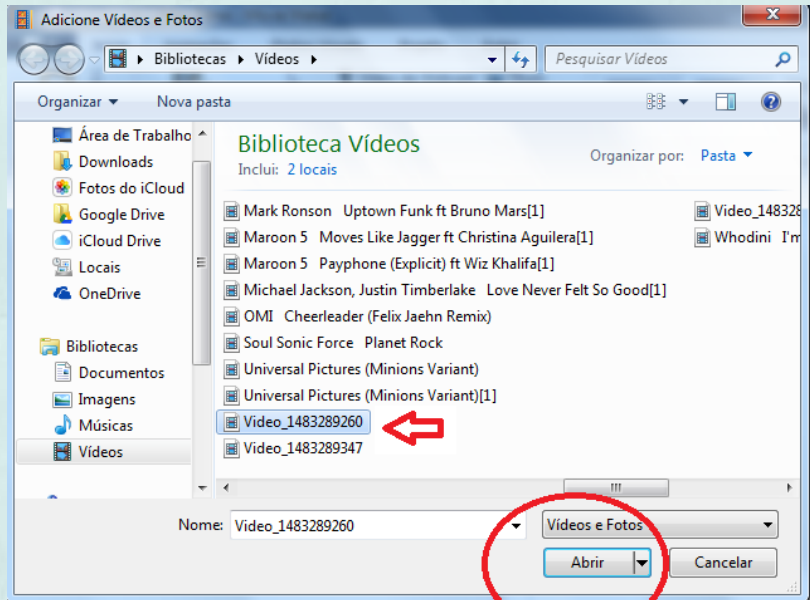 Adicione Vídeos e Fotos
Bibliotecas Vídeos
Pesquisar Vídeos
Organizar Nova pasta
Área de Trabalho
Downloads
Fotos do iCloud
Google Drive
iCloud Drive
Locais
OneDrive
Bibliotecas
Documentos
Imagens
Músicas
Vídeos
Biblioteca Vídeos
Inclui: 2 locais
Organizar por: Pasta
Mark Ronson Uptown Funk ft Bruno Mars[1]
Maroon 5 Moves Like Jagger ft Christina Aguilera[1]
Maroon 5 Payphone (Explicit) ft Wiz Khalifa[1]
Michael Jackson, Justin Timberlake Love Never Felt So Good[1]
OMI Cheerleader (Felix Jaehn Remix)
Soul Sonic Force Planet Rock
Universal Pictures (Minions Variant)
Universal Pictures (Minions Variant)[1]
Video_1483289260
Video_1483289347
Video_148328
Whodini I'm
Nome: Video_1483289260
Vídeos e Fotos
Abrir
Cancelar